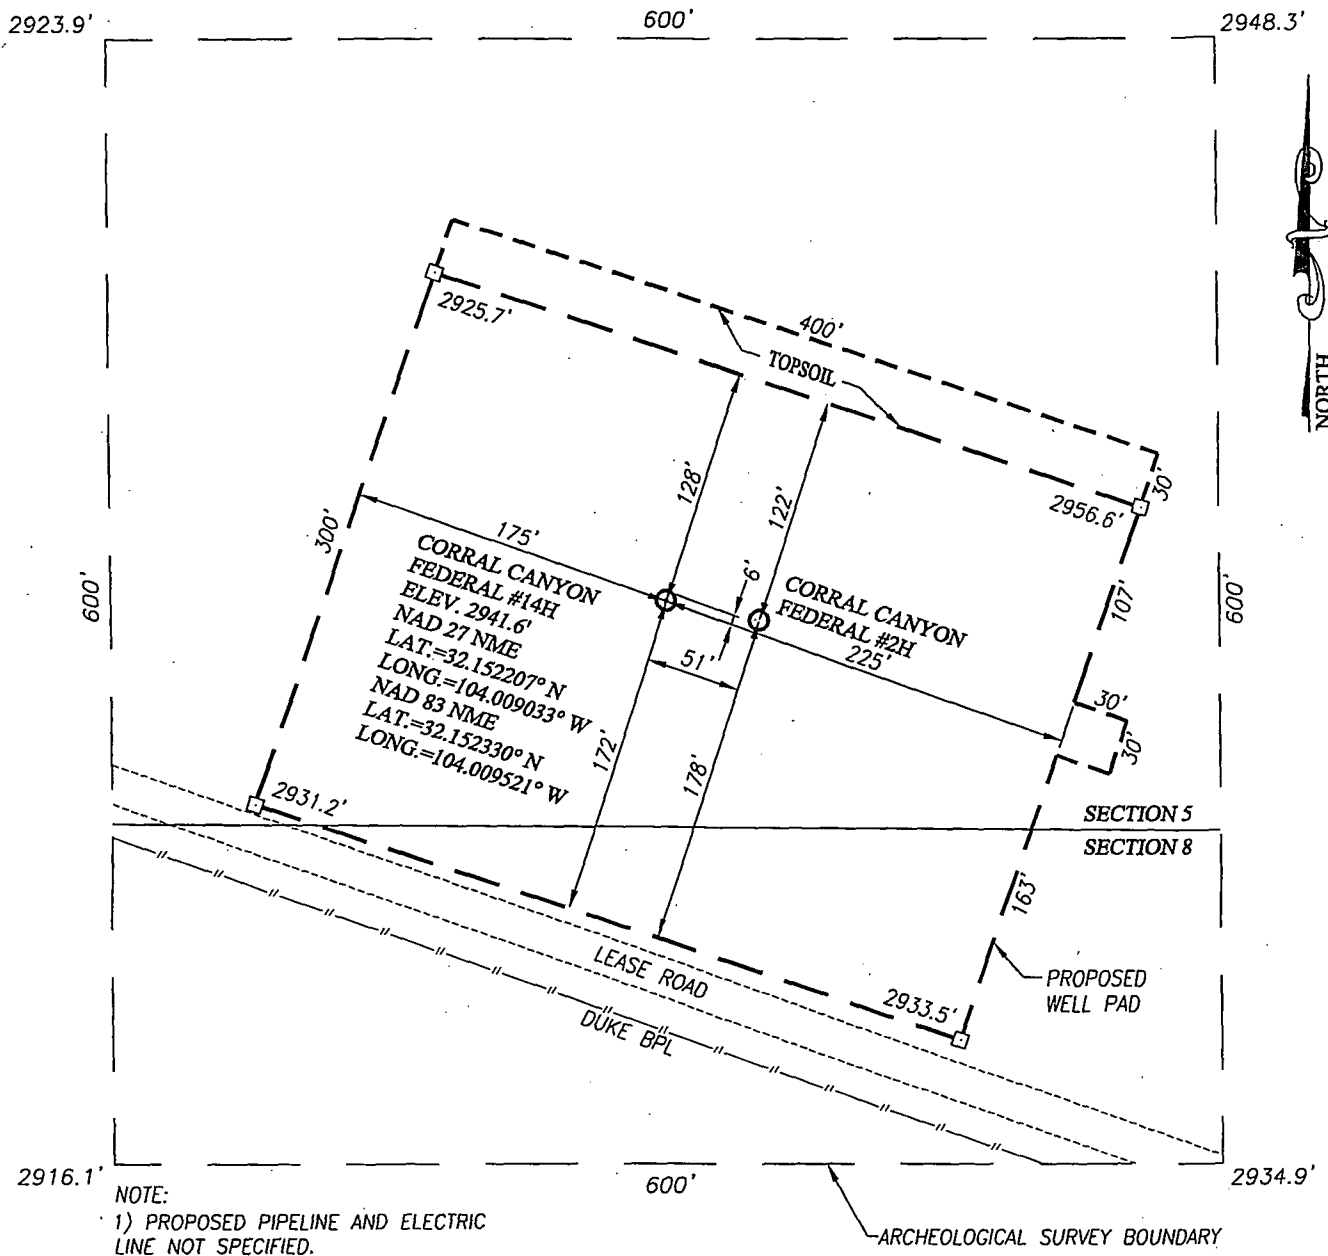 2923.9'
600'
2948.3'
NORTH
2925.7'
400'
TOPSOIL
30'
2956.6'
128'
122'
175'
300'
107'
600'
600'
6'
CORRAL CANYON
FEDERAL #14H
ELEV. 2941.6'
NAD 27 NME
LAT.=32.152207° N
LONG.=104.009033° W
NAD 83 NME
LAT.=32.152330° N
LONG.=104.009521° W
CORRAL CANYON
FEDERAL #2H
225'
51'
30'
30'
172'
178'
2931.2'
SECTION 5
SECTION 8
163'
LEASE ROAD
PROPOSED
WELL PAD
2933.5'
DUKE BPL
2916.1'
600'
2934.9'
NOTE:
1) PROPOSED PIPELINE AND ELECTRIC
LINE NOT SPECIFIED.
ARCHEOLOGICAL SURVEY BOUNDARY